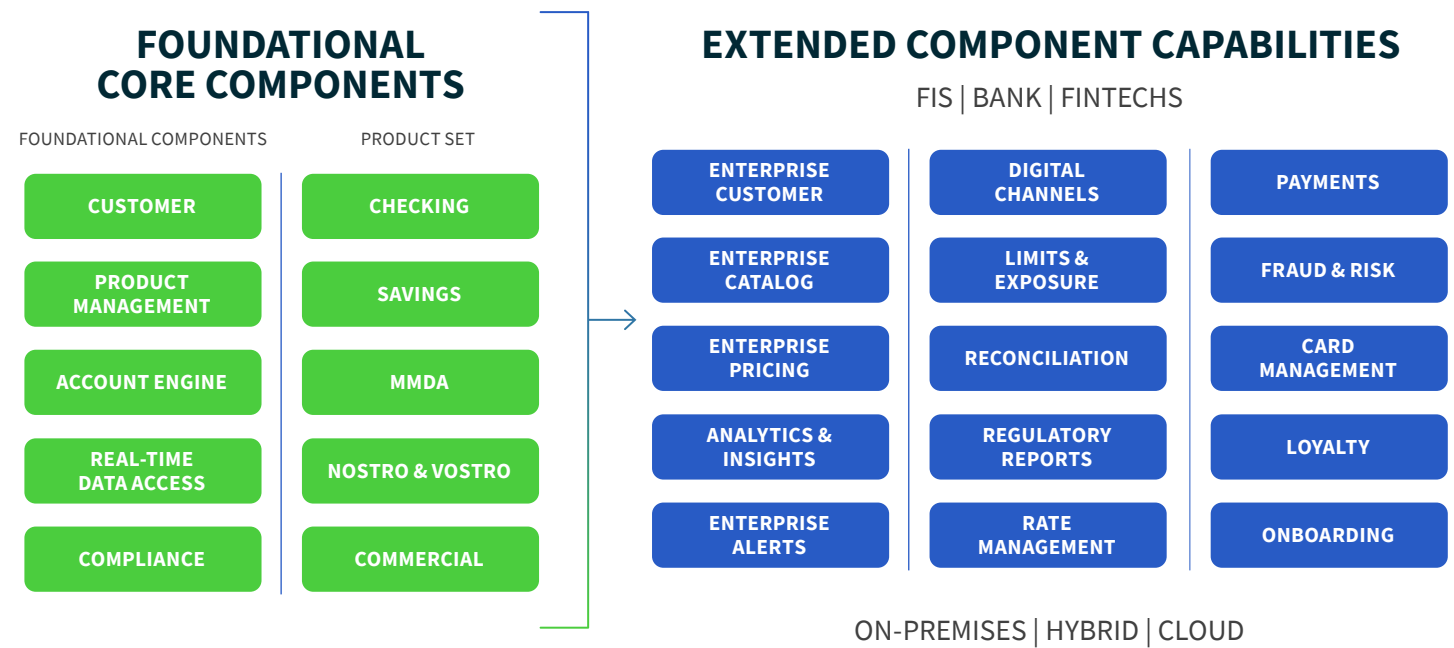 FOUNDATIONAL
CORE COMPONENTS
FOUNDATIONAL COMPONENTS
CUSTOMER
PRODUCT
MANAGEMENT
ACCOUNT ENGINE
REAL-TIME
DATA ACCESS
COMPLIANCE
PRODUCT SET
CHECKING
SAVINGS
MMDA
NOSTRO & VOSTRO
COMMERCIAL
EXTENDED COMPONENT CAPABILITIES
FIS | BANK | FINTECHS
ENTERPRISE
CUSTOMER
ENTERPRISE
CATALOG
ENTERPRISE
PRICING
ANALYTICS &
INSIGHTS
ENTERPRISE
ALERTS
DIGITAL
CHANNELS
LIMITS &
EXPOSURE
RECONCILIATION
REGULATORY
REPORTS
RATE
MANAGEMENT
PAYMENTS
FRAUD & RISK
CARD
MANAGEMENT
LOYALTY
ONBOARDING
ON-PREMISES | HYBRID | CLOUD